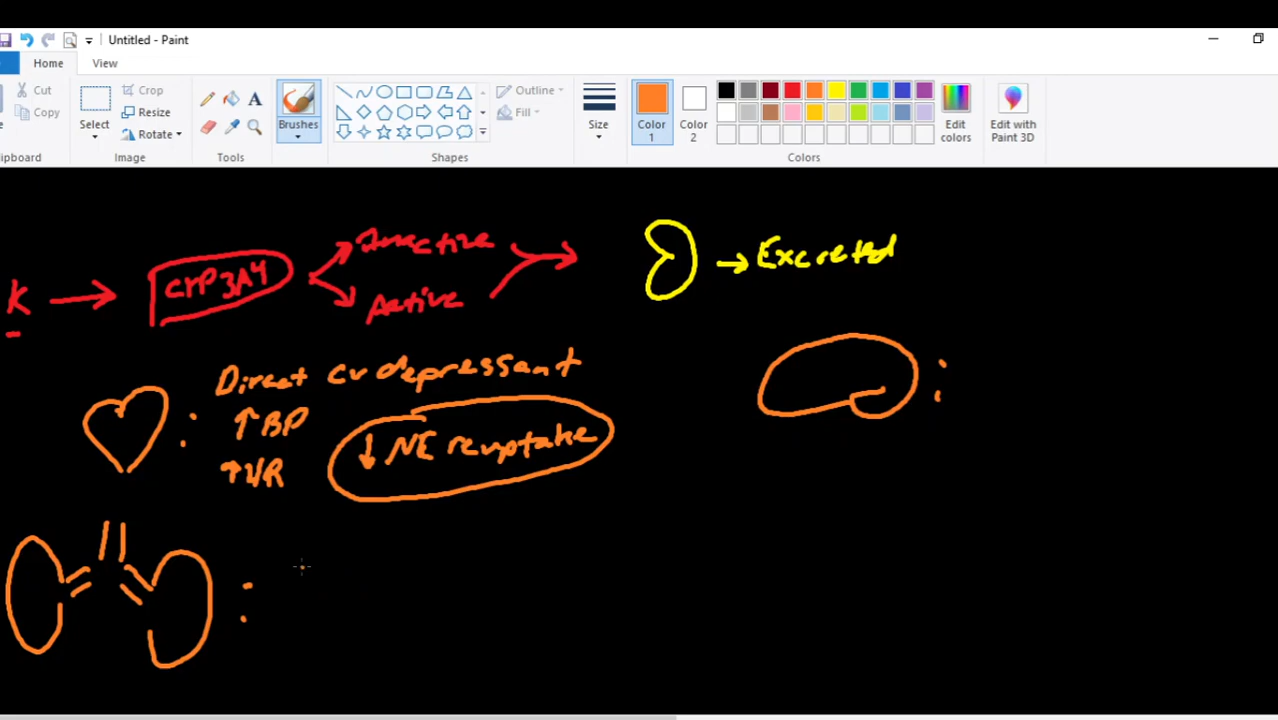 Untitled - Paint
Home View
Cut
Copy
lipboard
Select
Crop
Resize
Rotate
Image
Tools
Brushes
Outline
Fill
Shapes
Size
Color 1
Color 2
Edit colors
Edit with Paint 3D
Colors
K → CYP3A4
Inactive
Active
→ Excreted
: Direct cv depressant
↑BP
↑VR
↓ NE reuptake
:
: